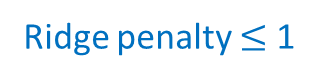 Ridge penalty ≤ 1